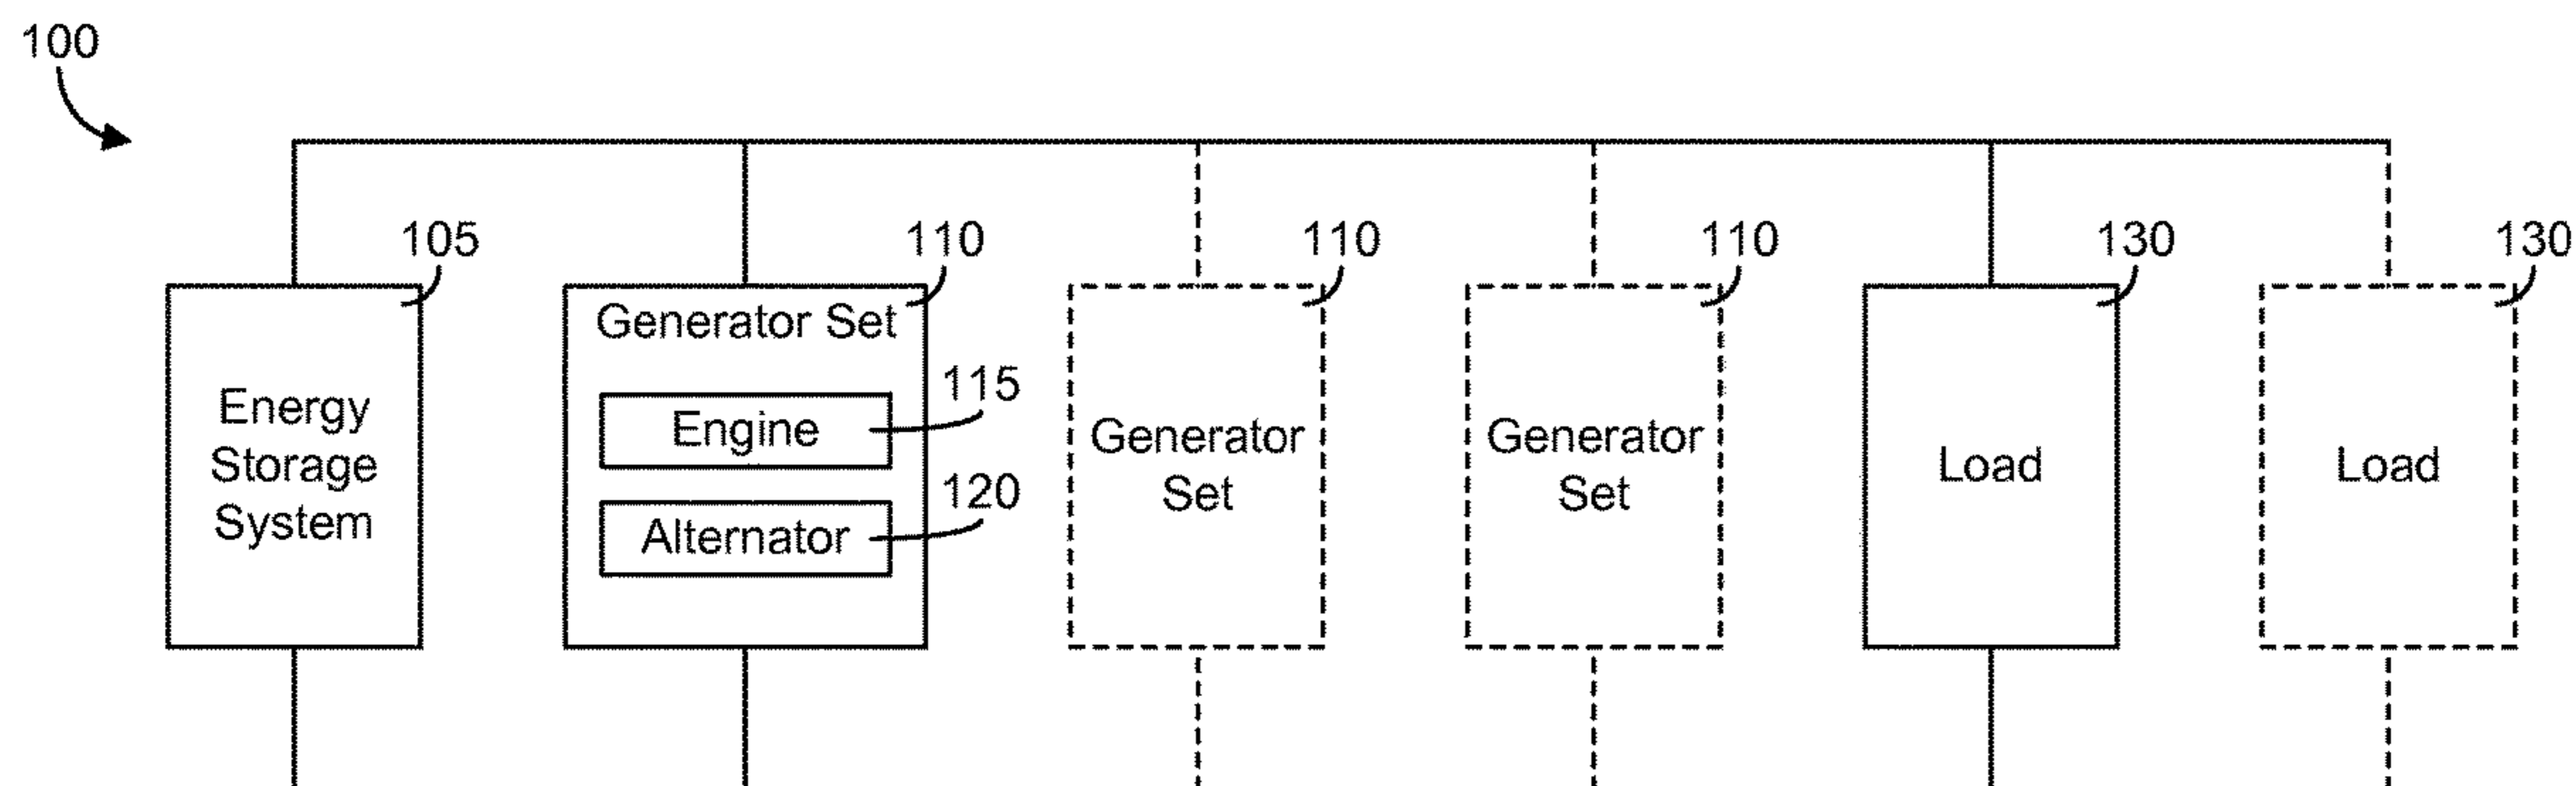 100
105
110
110
110
130
130
Generator Set
115
Engine
Energy
Storage
System
120
Alternator
Generator
Set
Generator
Set
Load
Load